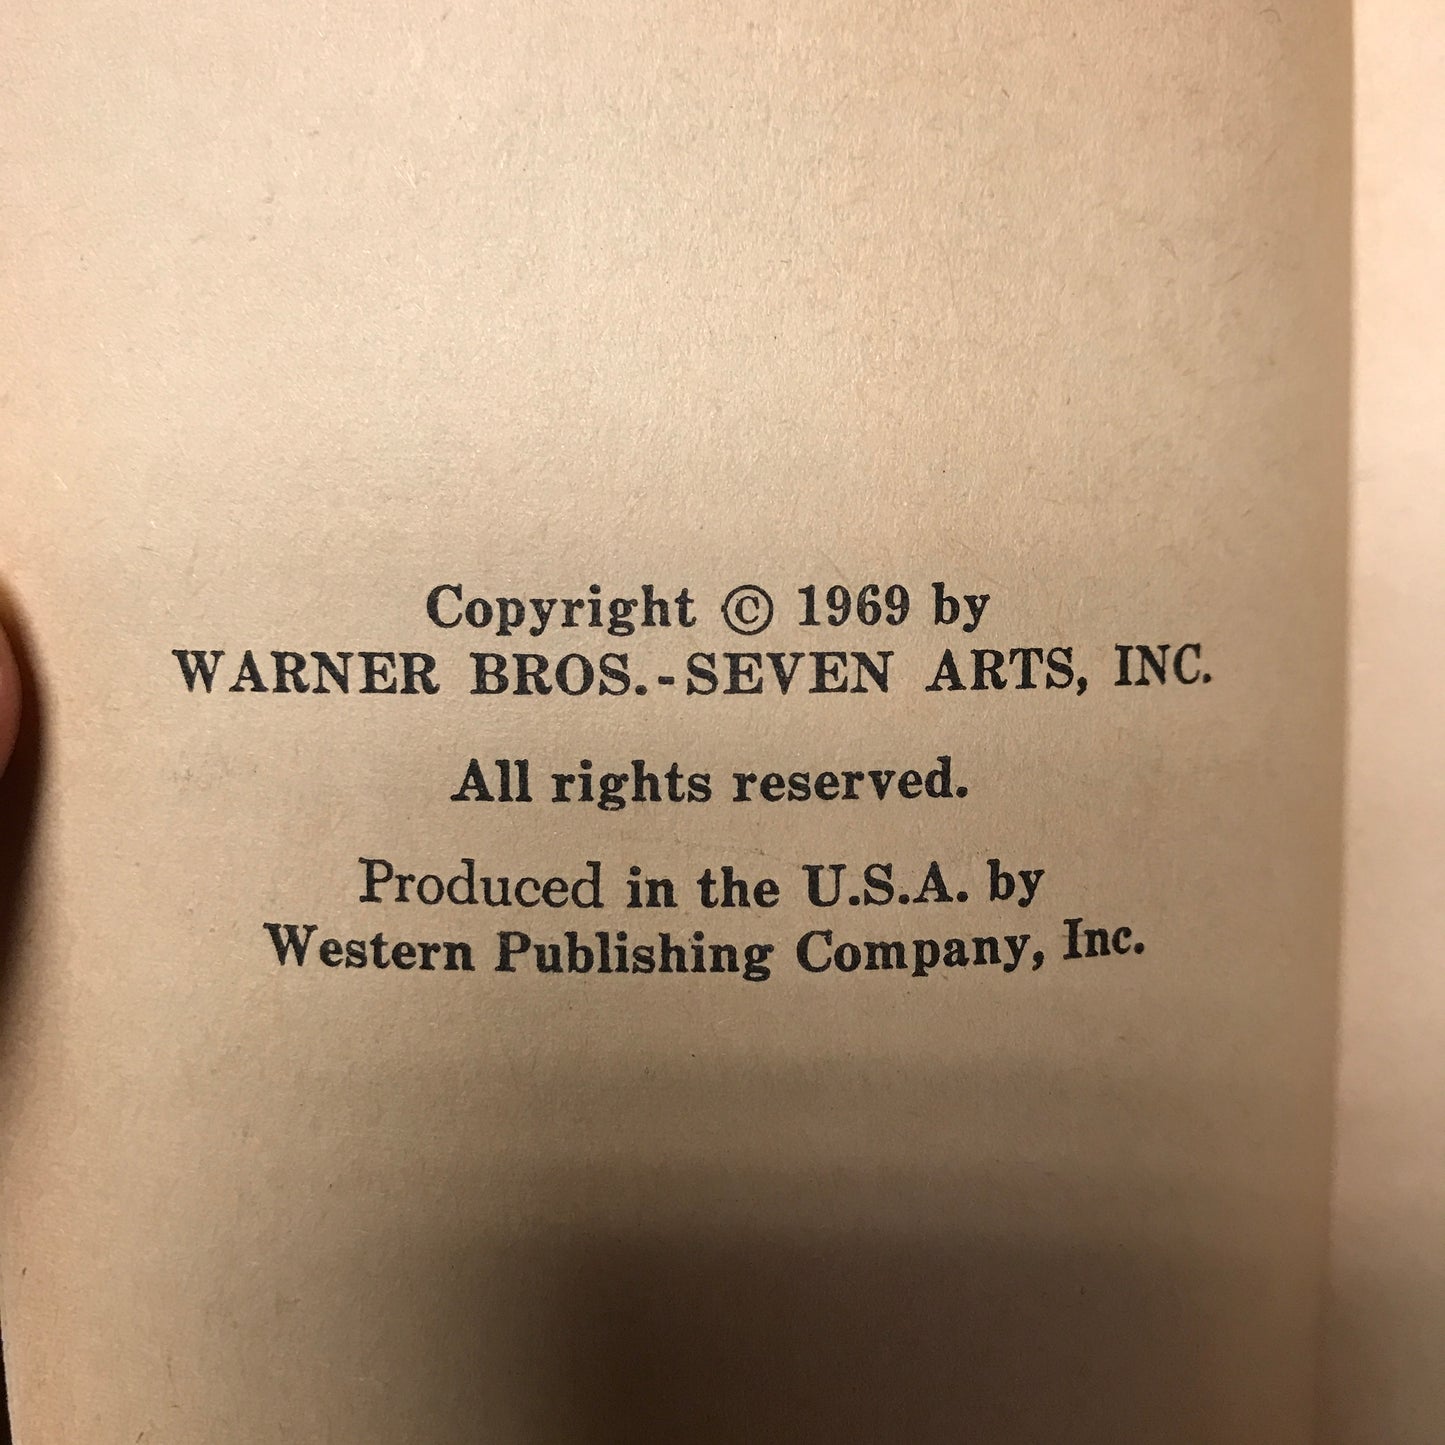 Copyright © 1969 by
WARNER BROS.-SEVEN ARTS, INC.
All rights reserved.
Produced in the U.S.A. by
Western Publishing Company, Inc.